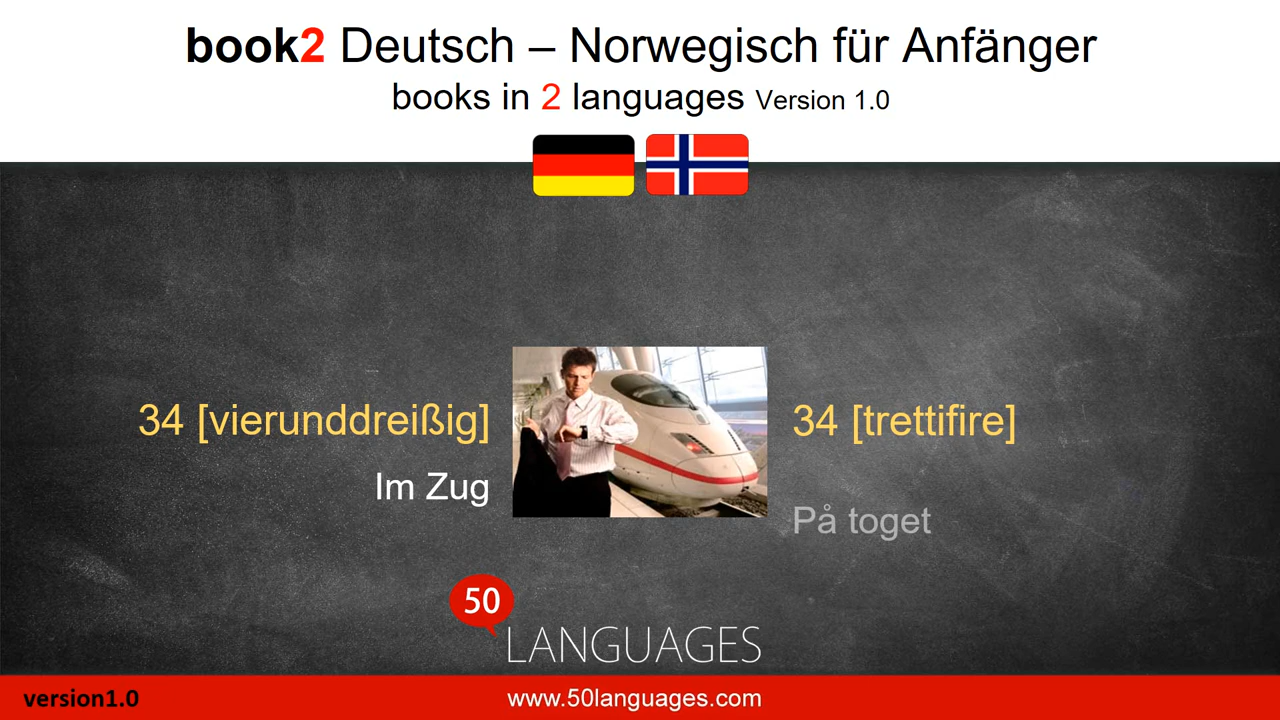 book2 Deutsch – Norwegisch für Anfänger
books in 2 languages Version 1.0
34 [vierunddreißig]
Im Zug
34 [trettifire]
På toget
50
LANGUAGES
version1.0
www.50languages.com